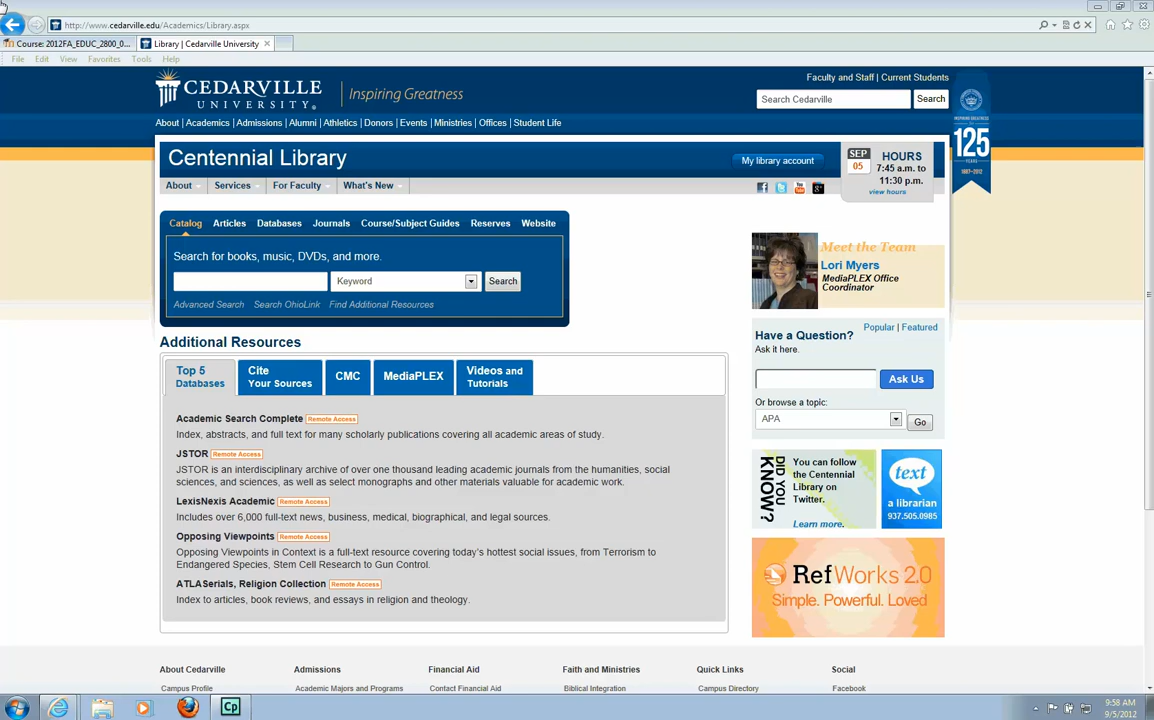 http://www.cedarville.edu/Academics/Library.aspx
Course: 2012FA_EDUC_2800_0...
Library | Cedarville University
File Edit View Favorites Tools Help
Faculty and Staff | Current Students
CEDARVILLE
UNIVERSITY.
Inspiring Greatness
Search Cedarville
Search
INSPIRING GREATNESS
for
125
YEARS
1887-2012
About | Academics | Admissions | Alumni | Athletics | Donors | Events | Ministries | Offices | Student Life
Centennial Library
My library account
SEP
05
HOURS
7:45 a.m. to
11:30 p.m.
view hours
About Services For Faculty What's New
Catalog Articles Databases Journals Course/Subject Guides Reserves Website
Search for books, music, DVDs, and more.
Keyword
Search
Advanced Search Search OhioLink Find Additional Resources
Meet the Team
Lori Myers
MediaPLEX Office
Coordinator
Popular | Featured
Have a Question?
Ask it here.
Ask Us
Or browse a topic:
APA
Go
Additional Resources
Top 5
Databases
Cite
Your Sources
CMC
MediaPLEX
Videos and
Tutorials
Academic Search Complete Remote Access
Index, abstracts, and full text for many scholarly publications covering all academic areas of study.
JSTOR Remote Access
JSTOR is an interdisciplinary archive of over one thousand leading academic journals from the humanities, social
sciences, and sciences, as well as select monographs and other materials valuable for academic work.
LexisNexis Academic Remote Access
Includes over 6,000 full-text news, business, medical, biographical, and legal sources.
Opposing Viewpoints Remote Access
Opposing Viewpoints in Context is a full-text resource covering today's hottest social issues, from Terrorism to
Endangered Species, Stem Cell Research to Gun Control.
ATLASerials, Religion Collection Remote Access
Index to articles, book reviews, and essays in religion and theology.
DID YOU
KNOW?
You can follow
the Centennial
Library on
Twitter.
Learn more.
text
a librarian
937.505.0985
RefWorks 2.0
Simple. Powerful. Loved
About Cedarville Admissions Financial Aid Faith and Ministries Quick Links Social
Campus Profile Academic Majors and Programs Contact Financial Aid Biblical Integration Campus Directory Facebook
Cp
9:58 AM
9/5/2012